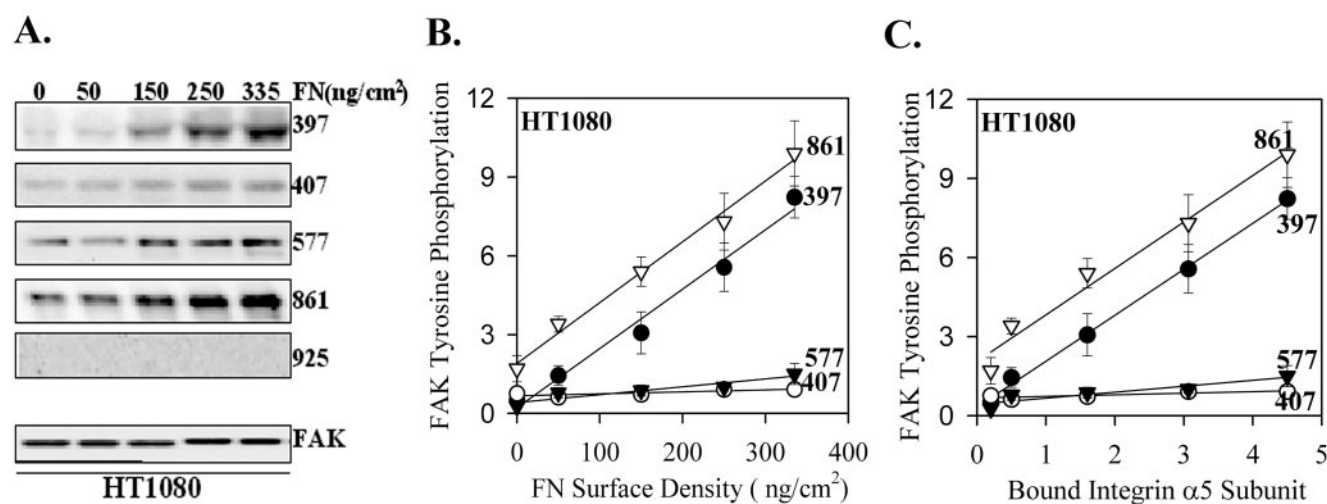 A.
0 50 150 250 335 FN(ng/cm²)
397
407
577
861
925
FAK
HT1080
B.
FAK Tyrosine Phosphorylation
12
9
6
3
0
HT1080
861
397
577
407
0 100 200 300 400
FN Surface Density ( ng/cm²)
C.
FAK Tyrosine Phosphorylation
12
9
6
3
0
HT1080
861
397
577
407
0 1 2 3 4 5
Bound Integrin α5 Subunit